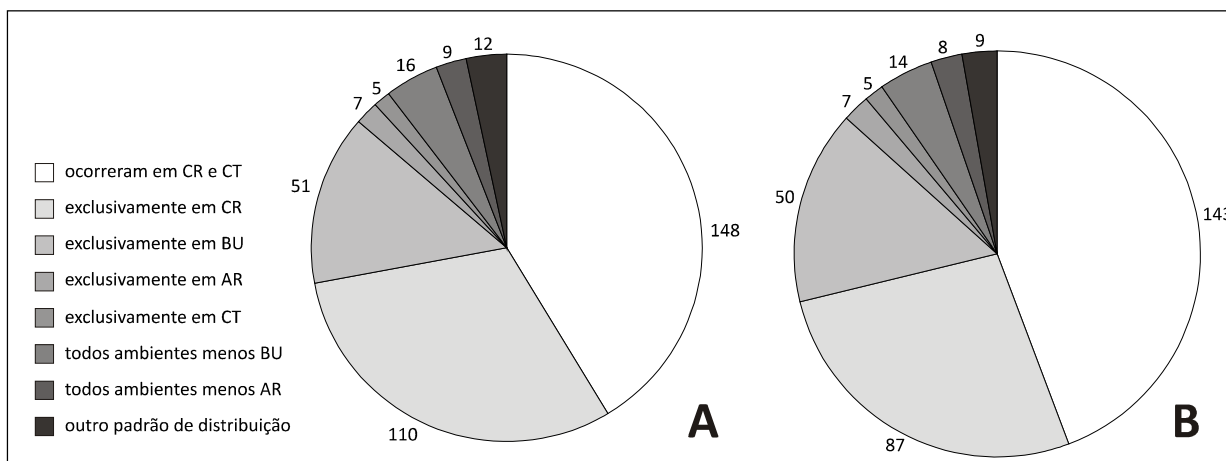 ocorreram em CR e CT
exclusivamente em CR
exclusivamente em BU
exclusivamente em AR
exclusivamente em CT
todos ambientes menos BU
todos ambientes menos AR
outro padrão de distribuição
148
110
51
7
5
16
9
12
A
143
87
50
7
5
14
8
9
B